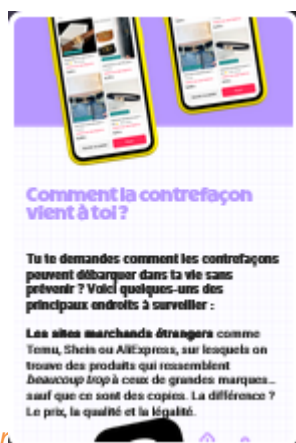 Comment la contrefaçon
vient à toi ?
Tu te demandes comment les contrefaçons
peuvent débarquer dans ta vie sans
prévenir ? Voici quelques-uns des
principaux endroits à surveiller :
Les sites marchands étrangers comme
Temu, Shein ou AliExpress, sur lesquels on
trouve des produits qui ressemblent
beaucoup trop à ceux de grandes marques...
sauf que ce sont des copies. La différence ?
Le prix, la qualité et la légalité.